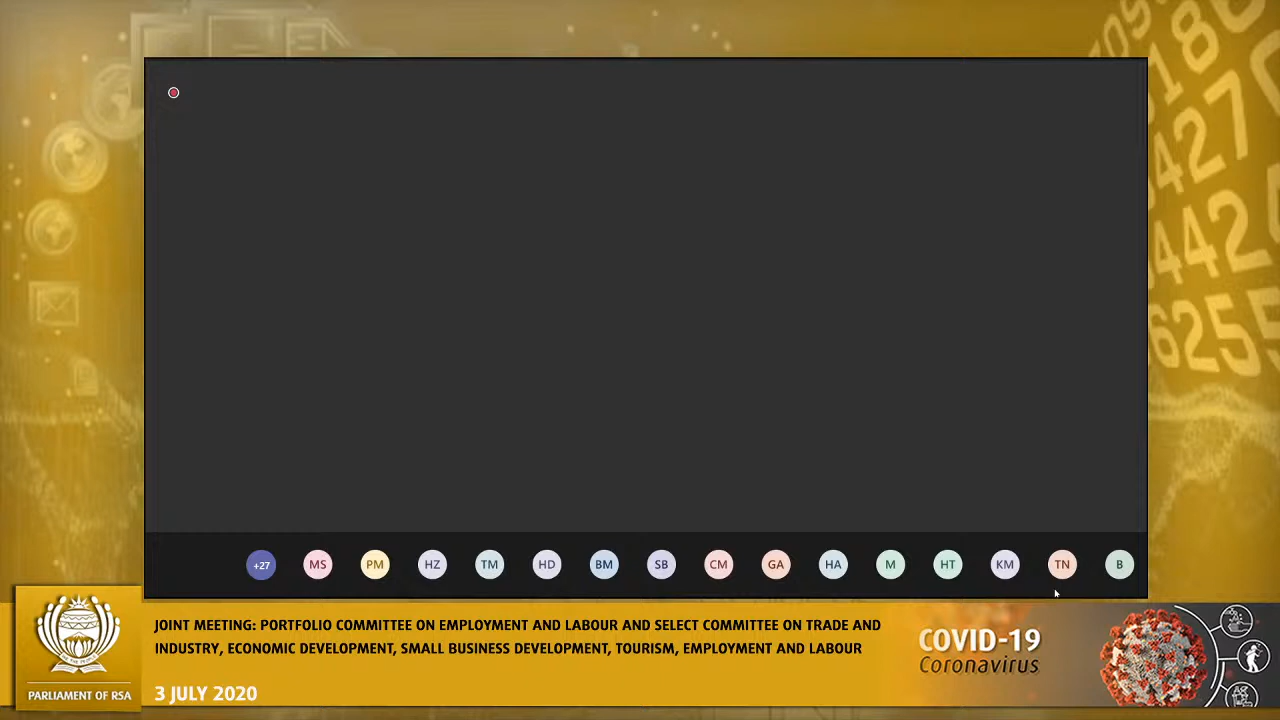 +27 MS PM HZ TM HD BM SB CM GA HA M HT KM TN B
JOINT MEETING: PORTFOLIO COMMITTEE ON EMPLOYMENT AND LABOUR AND SELECT COMMITTEE ON TRADE AND
INDUSTRY, ECONOMIC DEVELOPMENT, SMALL BUSINESS DEVELOPMENT, TOURISM, EMPLOYMENT AND LABOUR
3 JULY 2020
PARLIAMENT OF RSA
COVID-19
Coronavirus